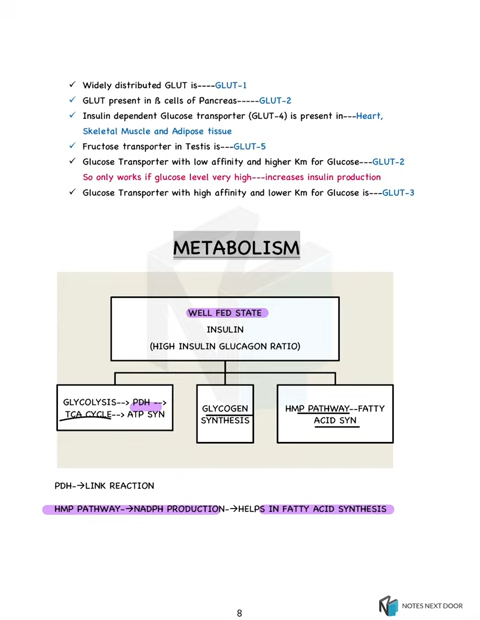 ✓ Widely distributed GLUT is----GLUT-1
✓ GLUT present in ß cells of Pancreas-----GLUT-2
✓ Insulin dependent Glucose transporter (GLUT-4) is present in---Heart,
Skeletal Muscle and Adipose tissue
✓ Fructose transporter in Testis is---GLUT-5
✓ Glucose Transporter with low affinity and higher Km for Glucose---GLUT-2
So only works if glucose level very high---increases insulin production
✓ Glucose Transporter with high affinity and lower Km for Glucose is---GLUT-3
METABOLISM
WELL FED STATE
INSULIN
(HIGH INSULIN GLUCAGON RATIO)
GLYCOLYSIS--> PDH -->
TCA CYCLE--> ATP SYN
GLYCOGEN
SYNTHESIS
HMP PATHWAY--FATTY
ACID SYN
PDH-→LINK REACTION
HMP PATHWAY-→NADPH PRODUCTION-→HELPS IN FATTY ACID SYNTHESIS
NOTES NEXT DOOR
8